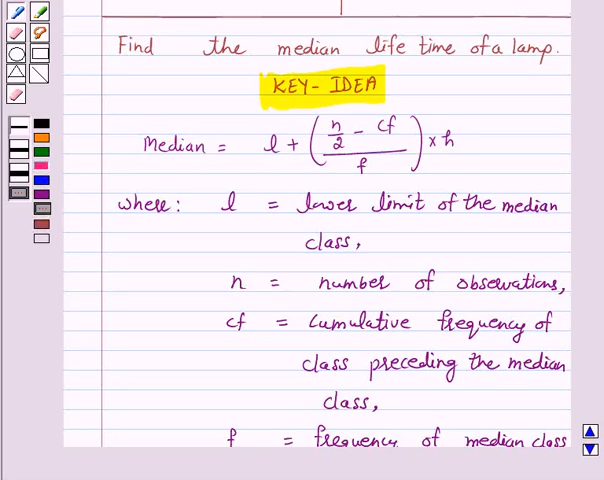 Find the median life time of a lamp.
KEY-IDEA
Median = l + ( (n/2 - cf) / f ) × h
where: l = lower limit of the median
class,
n = number of observations,
cf = cumulative frequency of
class preceding the median
class,
f = frequency of median class